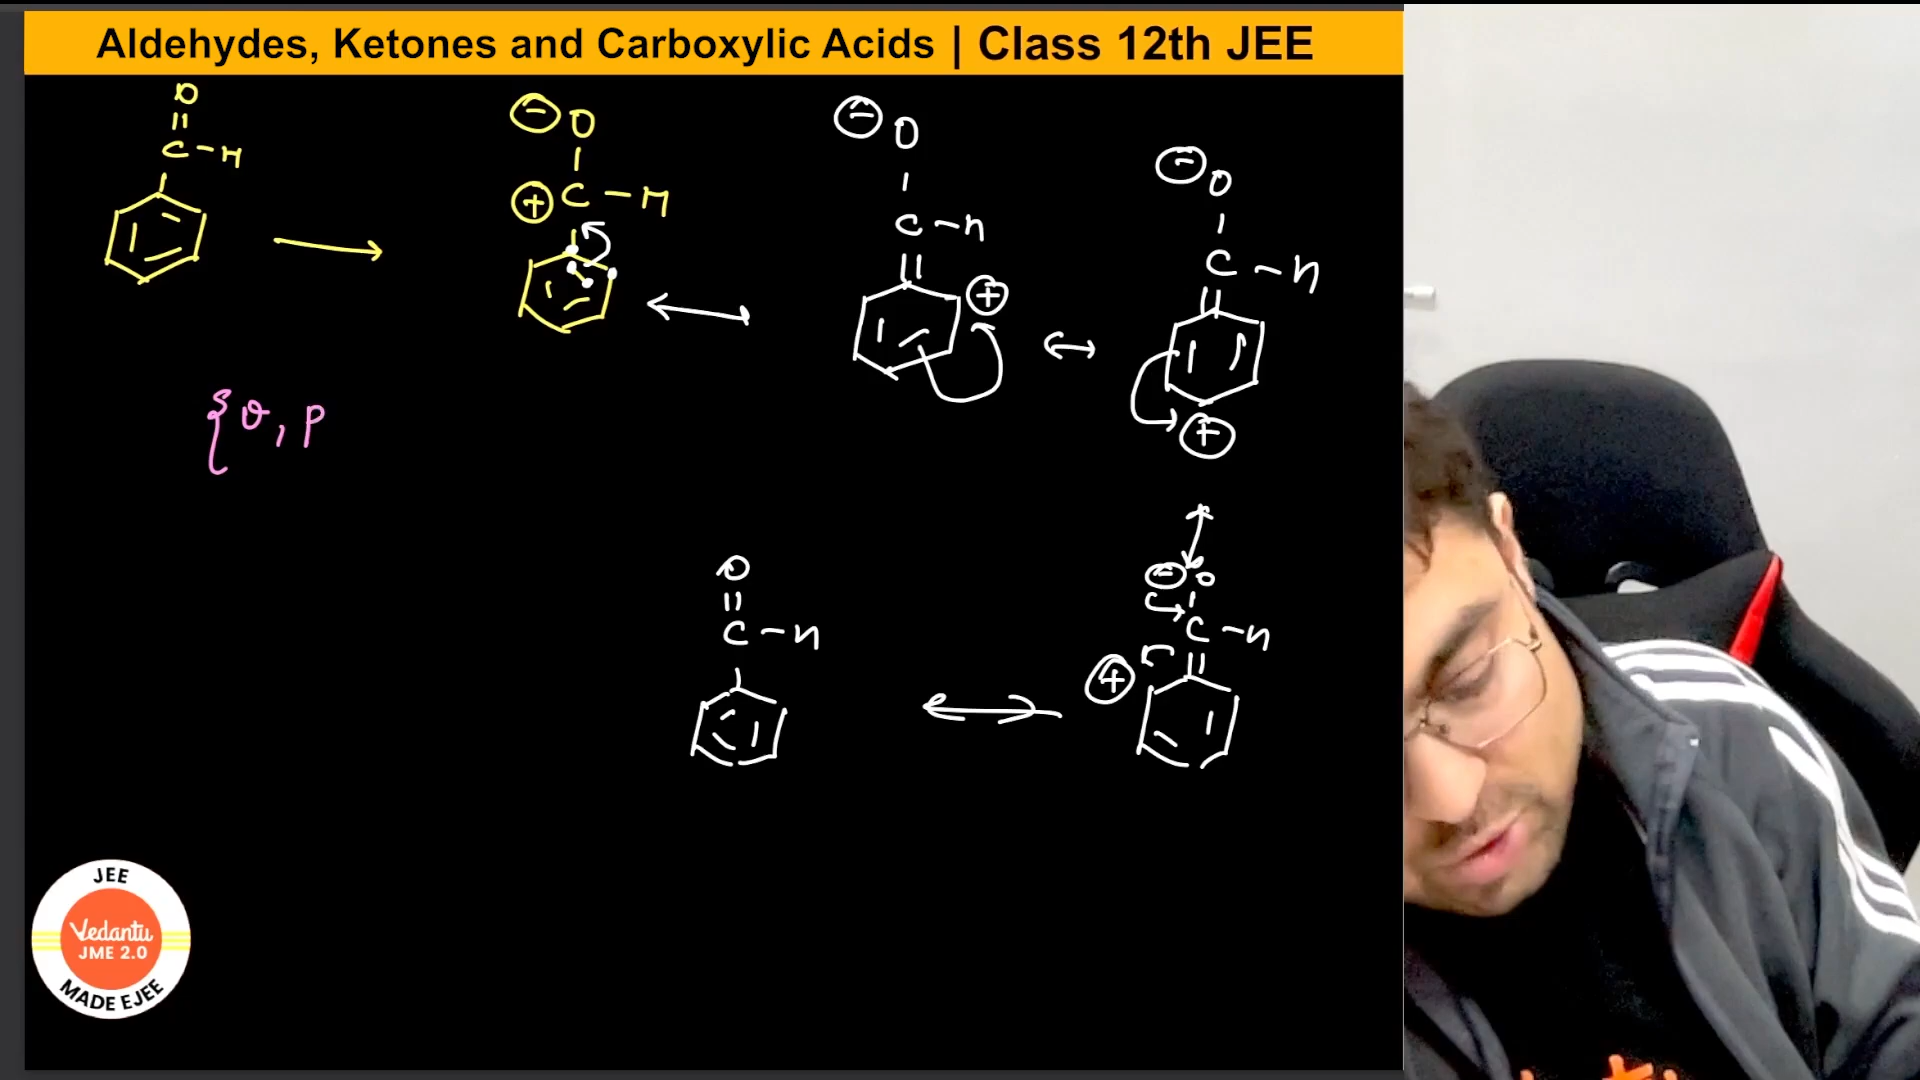 Aldehydes, Ketones and Carboxylic Acids | Class 12th JEE
O
C-H
⊖ O
⊕ C-H
⊖ O
C-H
⊕
⊖ O
C-H
⊕
{ o, p
O
C-H
⊖ O
C-H
⊕
JEE
Vedantu
JME 2.0
MADE EJEE